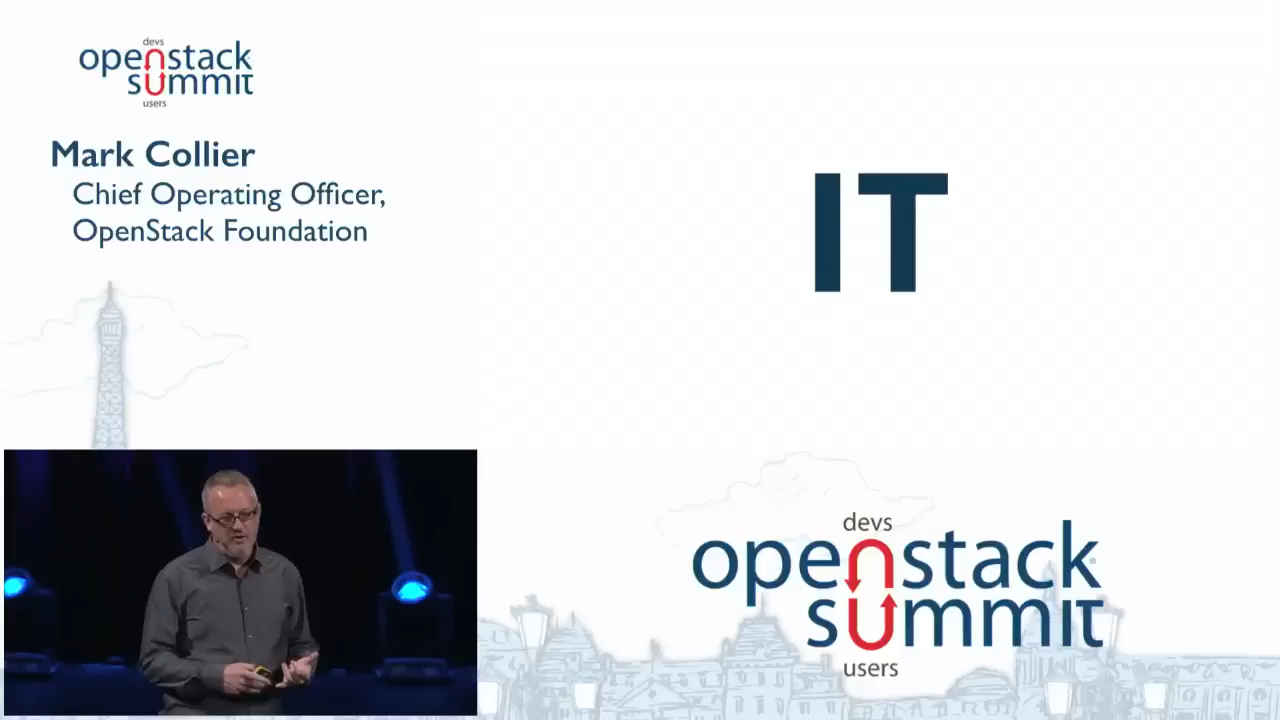 devs
openstack
summit
users
Mark Collier
Chief Operating Officer,
OpenStack Foundation
IT
devs
openstack
summit
users